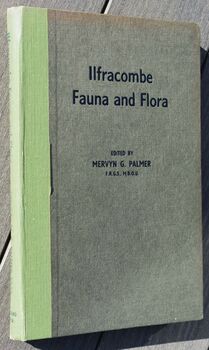 Ilfracombe
Fauna and Flora
EDITED BY
MERVYN G. PALMER
F.R.G.S. M.B.O.U.